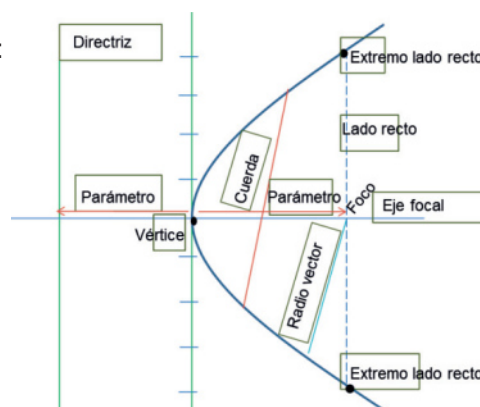 Directriz
Extremo lado recto
Lado recto
Cuerda
Parámetro
Parámetro
Foco
Eje focal
Vértice
Radio vector
Extremo lado recto